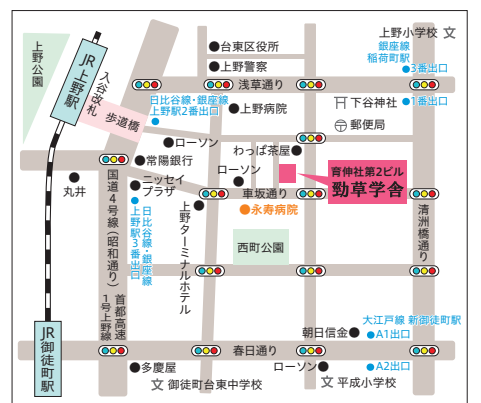 上野公園
JR上野駅
入谷改札
歩道橋
台東区役所
上野警察
上野小学校
銀座線
稲荷町駅
3番出口
浅草通り
日比谷線・銀座線
上野駅2番出口
上野病院
下谷神社
1番出口
郵便局
ローソン
わっぱ茶屋
常陽銀行
ローソン
育伸社第2ビル
勁草学舎
丸井
ニッセイ
プラザ
車坂通り
永寿病院
国道4号線(昭和通り)
日比谷線・銀座線
上野駅3番出口
上野ターミナルホテル
西町公園
清洲橋通り
首都高速
1号上野線
大江戸線 新御徒町駅
朝日信金
A1出口
JR御徒町駅
春日通り
多慶屋
ローソン
A2出口
御徒町台東中学校
平成小学校